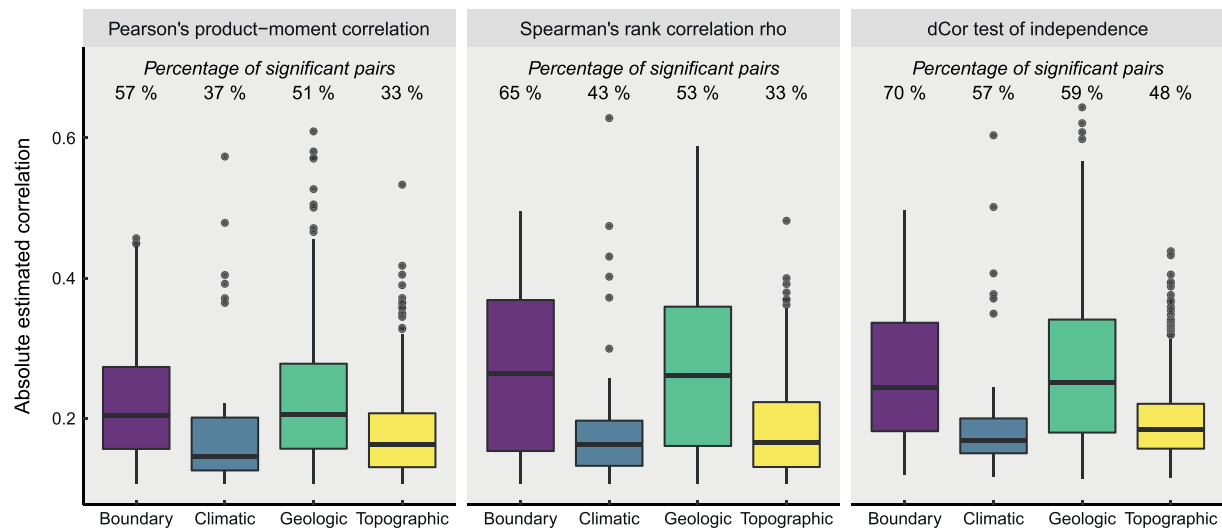 Pearson's product−moment correlation
Spearman's rank correlation rho
dCor test of independence
Percentage of significant pairs
57 % 37 % 51 % 33 %
Percentage of significant pairs
65 % 43 % 53 % 33 %
Percentage of significant pairs
70 % 57 % 59 % 48 %
Absolute estimated correlation
0.6
0.4
0.2
Boundary Climatic Geologic Topographic
Boundary Climatic Geologic Topographic
Boundary Climatic Geologic Topographic